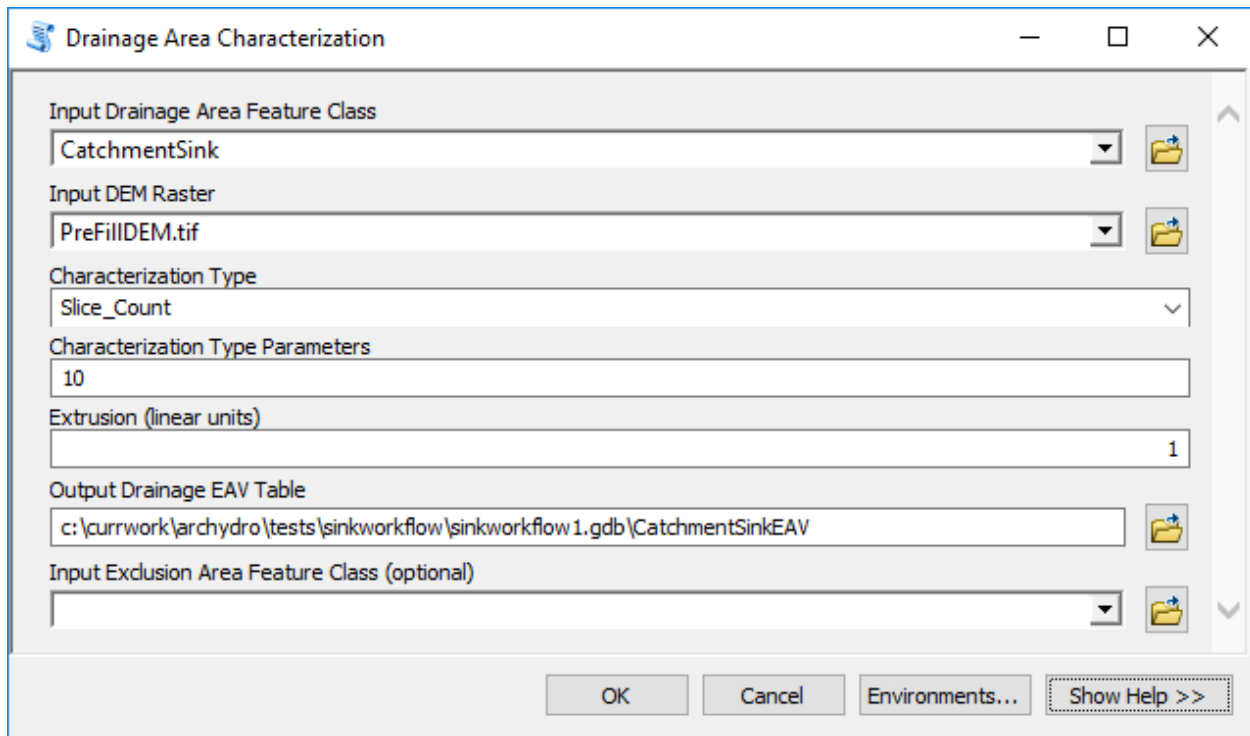 Drainage Area Characterization
Input Drainage Area Feature Class
CatchmentSink
Input DEM Raster
PreFillDEM.tif
Characterization Type
Slice_Count
Characterization Type Parameters
10
Extrusion (linear units)
1
Output Drainage EAV Table
c:\currwork\archydro\tests\sinkworkflow\sinkworkflow1.gdb\CatchmentSinkEAV
Input Exclusion Area Feature Class (optional)
OK Cancel Environments... Show Help >>